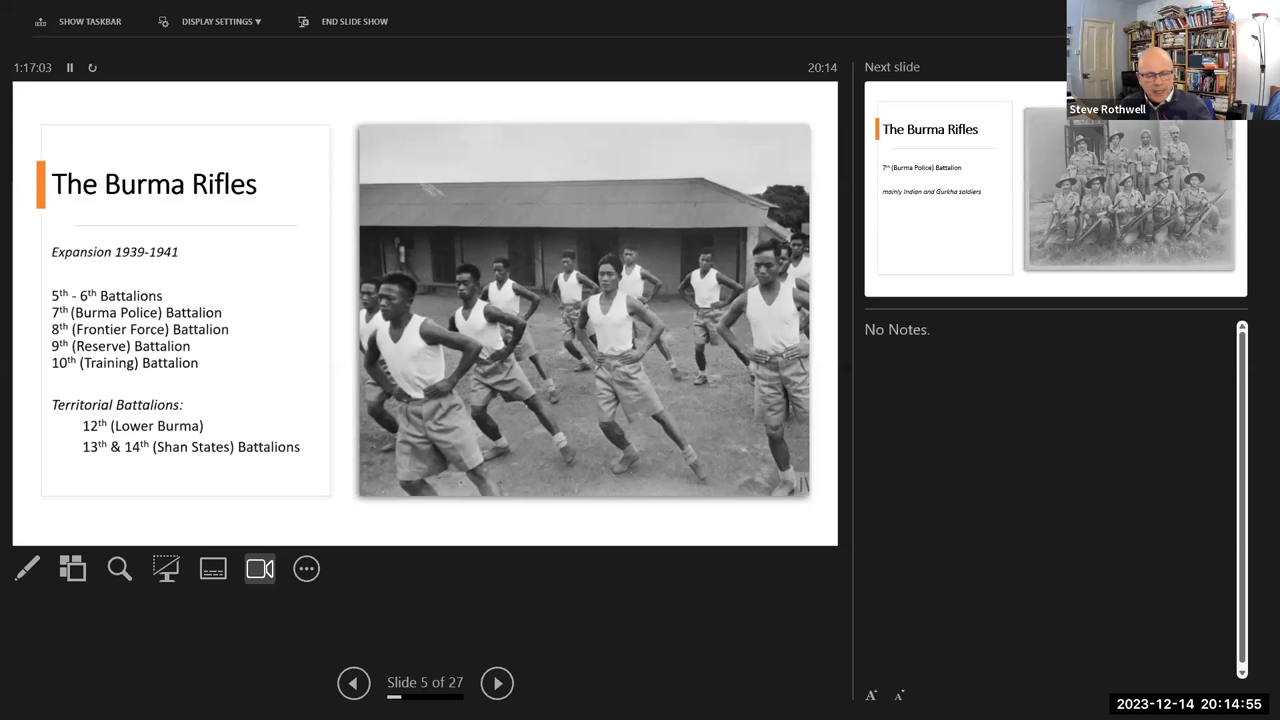 SHOW TASKBAR
DISPLAY SETTINGS ▼
END SLIDE SHOW
1:17:03
20:14
Next slide
Steve Rothwell
The Burma Rifles
Expansion 1939-1941
5th - 6th Battalions
7th (Burma Police) Battalion
8th (Frontier Force) Battalion
9th (Reserve) Battalion
10th (Training) Battalion
Territorial Battalions:
12th (Lower Burma)
13th & 14th (Shan States) Battalions
The Burma Rifles
7th (Burma Police) Battalion
mainly Indian and Gurkha soldiers
No Notes.
Slide 5 of 27
A A
2023-12-14 20:14:55